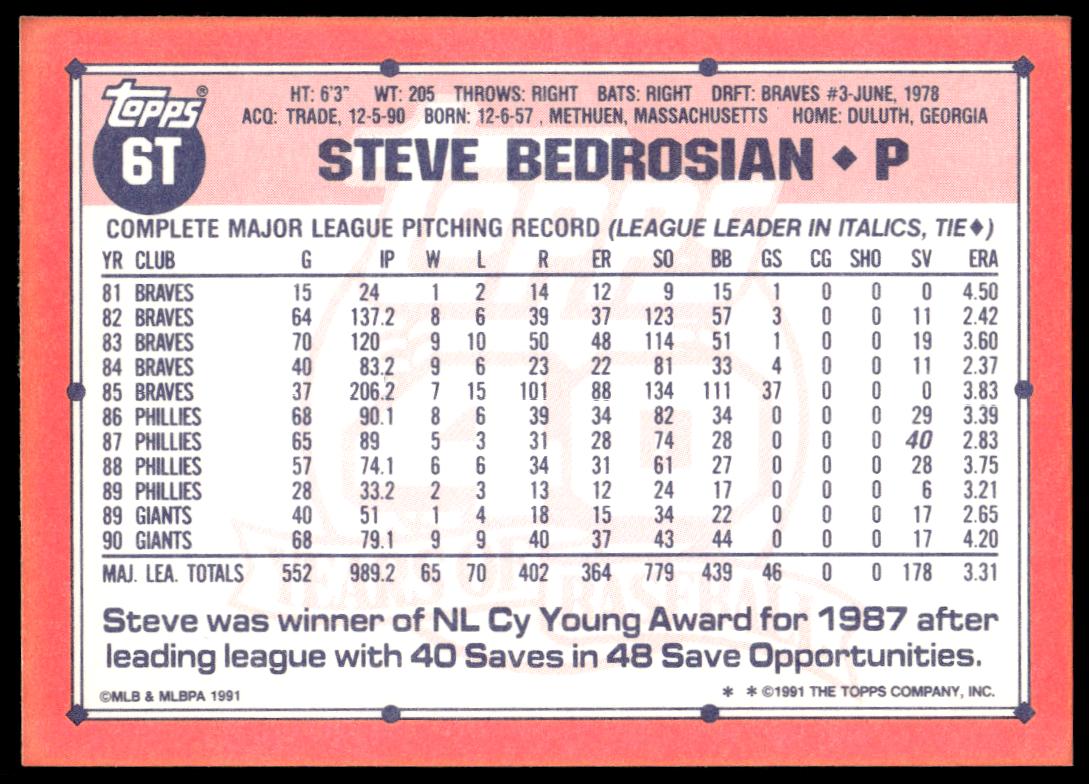 topps®
6T
HT: 6'3" WT: 205 THROWS: RIGHT BATS: RIGHT DRFT: BRAVES #3-JUNE, 1978
ACQ: TRADE, 12-5-90 BORN: 12-6-57 , METHUEN, MASSACHUSETTS HOME: DULUTH, GEORGIA
STEVE BEDROSIAN ◆ P
COMPLETE MAJOR LEAGUE PITCHING RECORD (LEAGUE LEADER IN ITALICS, TIE◆)
YR CLUB G IP W L R ER SO BB GS CG SHO SV ERA
81 BRAVES 15 24 1 2 14 12 9 15 1 0 0 0 4.50
82 BRAVES 64 137.2 8 6 39 37 123 57 3 0 0 11 2.42
83 BRAVES 70 120 9 10 50 48 114 51 1 0 0 19 3.60
84 BRAVES 40 83.2 9 6 23 22 81 33 4 0 0 11 2.37
85 BRAVES 37 206.2 7 15 101 88 134 111 37 0 0 0 3.83
86 PHILLIES 68 90.1 8 6 39 34 82 34 0 0 0 29 3.39
87 PHILLIES 65 89 5 3 31 28 74 28 0 0 0 40 2.83
88 PHILLIES 57 74.1 6 6 34 31 61 27 0 0 0 28 3.75
89 PHILLIES 28 33.2 2 3 13 12 24 17 0 0 0 6 3.21
89 GIANTS 40 51 1 4 18 15 34 22 0 0 0 17 2.65
90 GIANTS 68 79.1 9 9 40 37 43 44 0 0 0 17 4.20
MAJ. LEA. TOTALS 552 989.2 65 70 402 364 779 439 46 0 0 178 3.31
TOPPS
40
YEARS OF BASEBALL
Steve was winner of NL Cy Young Award for 1987 after
leading league with 40 Saves in 48 Save Opportunities.
©MLB & MLBPA 1991
* * ©1991 THE TOPPS COMPANY, INC.